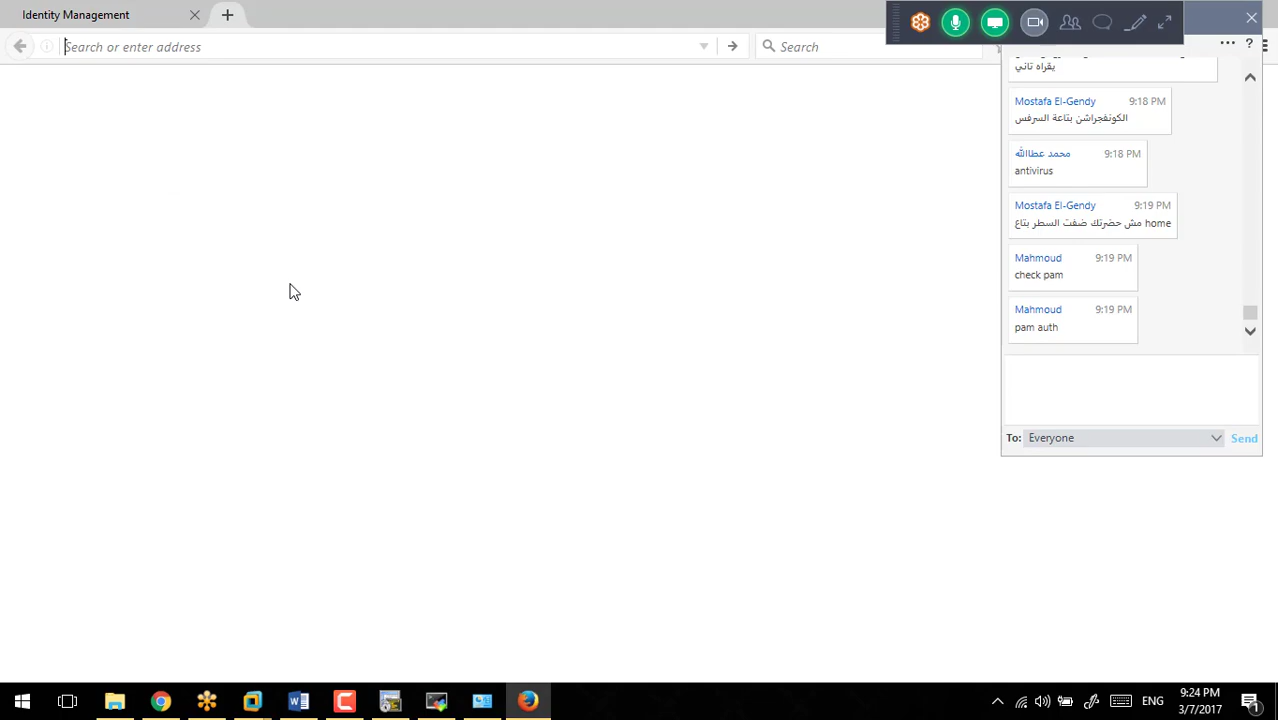 Identity Management
Search or enter address
Search
?
يقراه تاني
Mostafa El-Gendy 9:18 PM
الكونفجراشن بتاعة السرفس
محمد عطاالله 9:18 PM
antivirus
Mostafa El-Gendy 9:19 PM
مش حضرتك ضفت السطر بتاع home
Mahmoud 9:19 PM
check pam
Mahmoud 9:19 PM
pam auth
To: Everyone Send
ENG
9:24 PM
3/7/2017
1